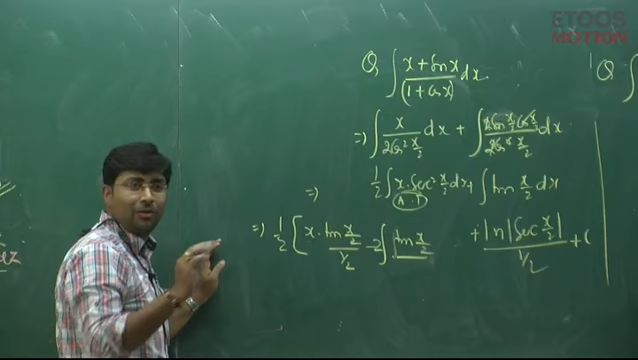 ETOOS
MOTION
Q ∫ (x + sin x)/(1 + cos x) dx
Q ∫
=> ∫ x/(2cos² x/2) dx + ∫ (2sin x/2 cos x/2)/(2cos² x/2) dx
=> 1/2 ∫ x. sec² x/2 dx + ∫ tan x/2 dx
=> 1/2 [ x. (tan x/2)/(1/2) - 2 ∫ tan x/2 + (ln|sec x/2|)/(1/2) + C